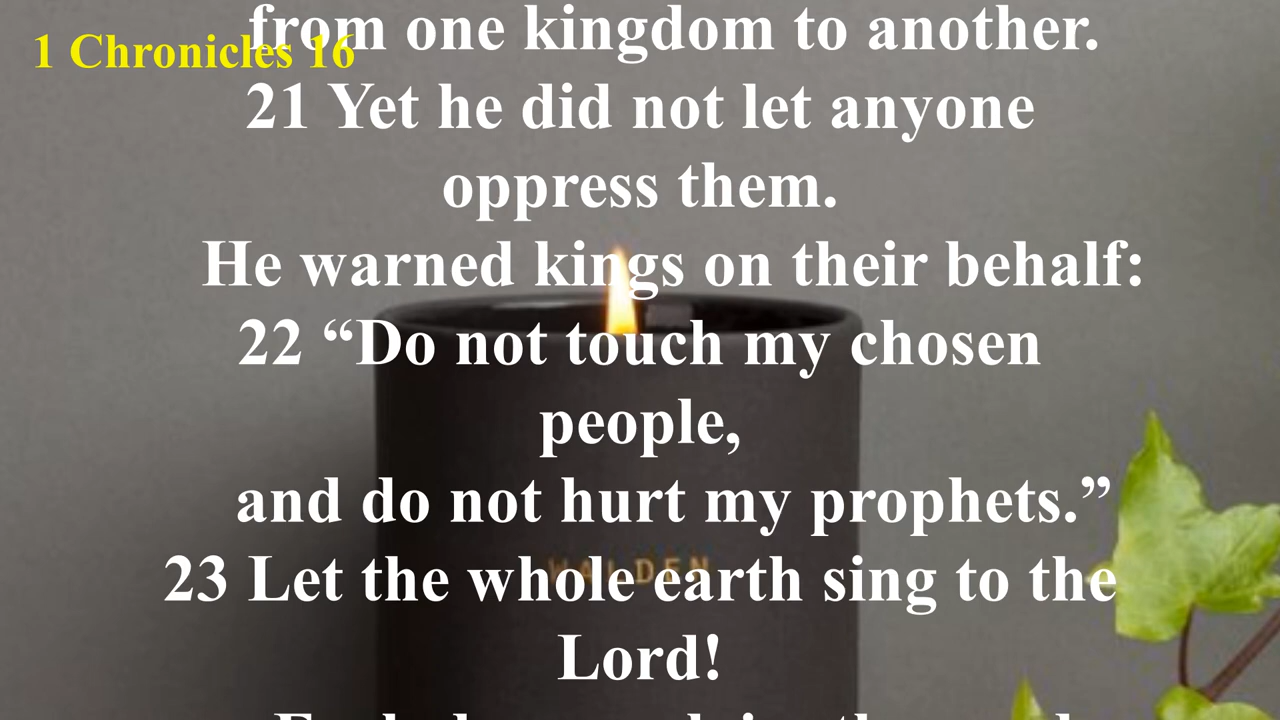 from one kingdom to another.
1 Chronicles 16
21 Yet he did not let anyone
oppress them.
He warned kings on their behalf:
22 “Do not touch my chosen
people,
and do not hurt my prophets.”
WALDEN
23 Let the whole earth sing to the
Lord!